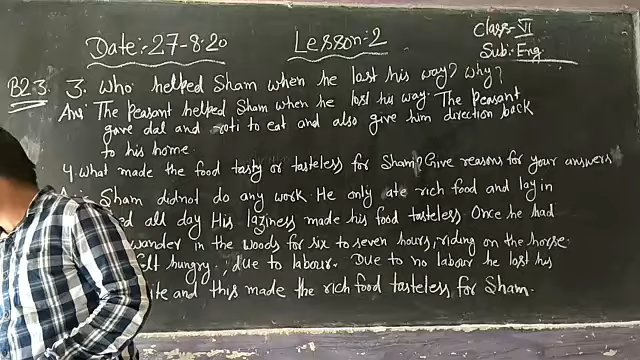 Date:- 27-8-20
Lesson:-2
Class-VI
Sub:- Eng
B2.3. 3. Who helped Sham when he lost his way? Why?
Ans: The Peasant helped Sham when he lost his way. The Peasant
gave dal and roti to eat and also give him direction back
to his home.
4. What made the food tasty or tasteless for Sham? Give reasons for your answers
Sham didnot do any work. He only ate rich food and lay in
all day His laziness made his food tasteless. Once he had
wander in the woods for six to seven hours, riding on the horse.
hungry, due to labour. Due to no labour he lost his
and this made the rich food tasteless for Sham.